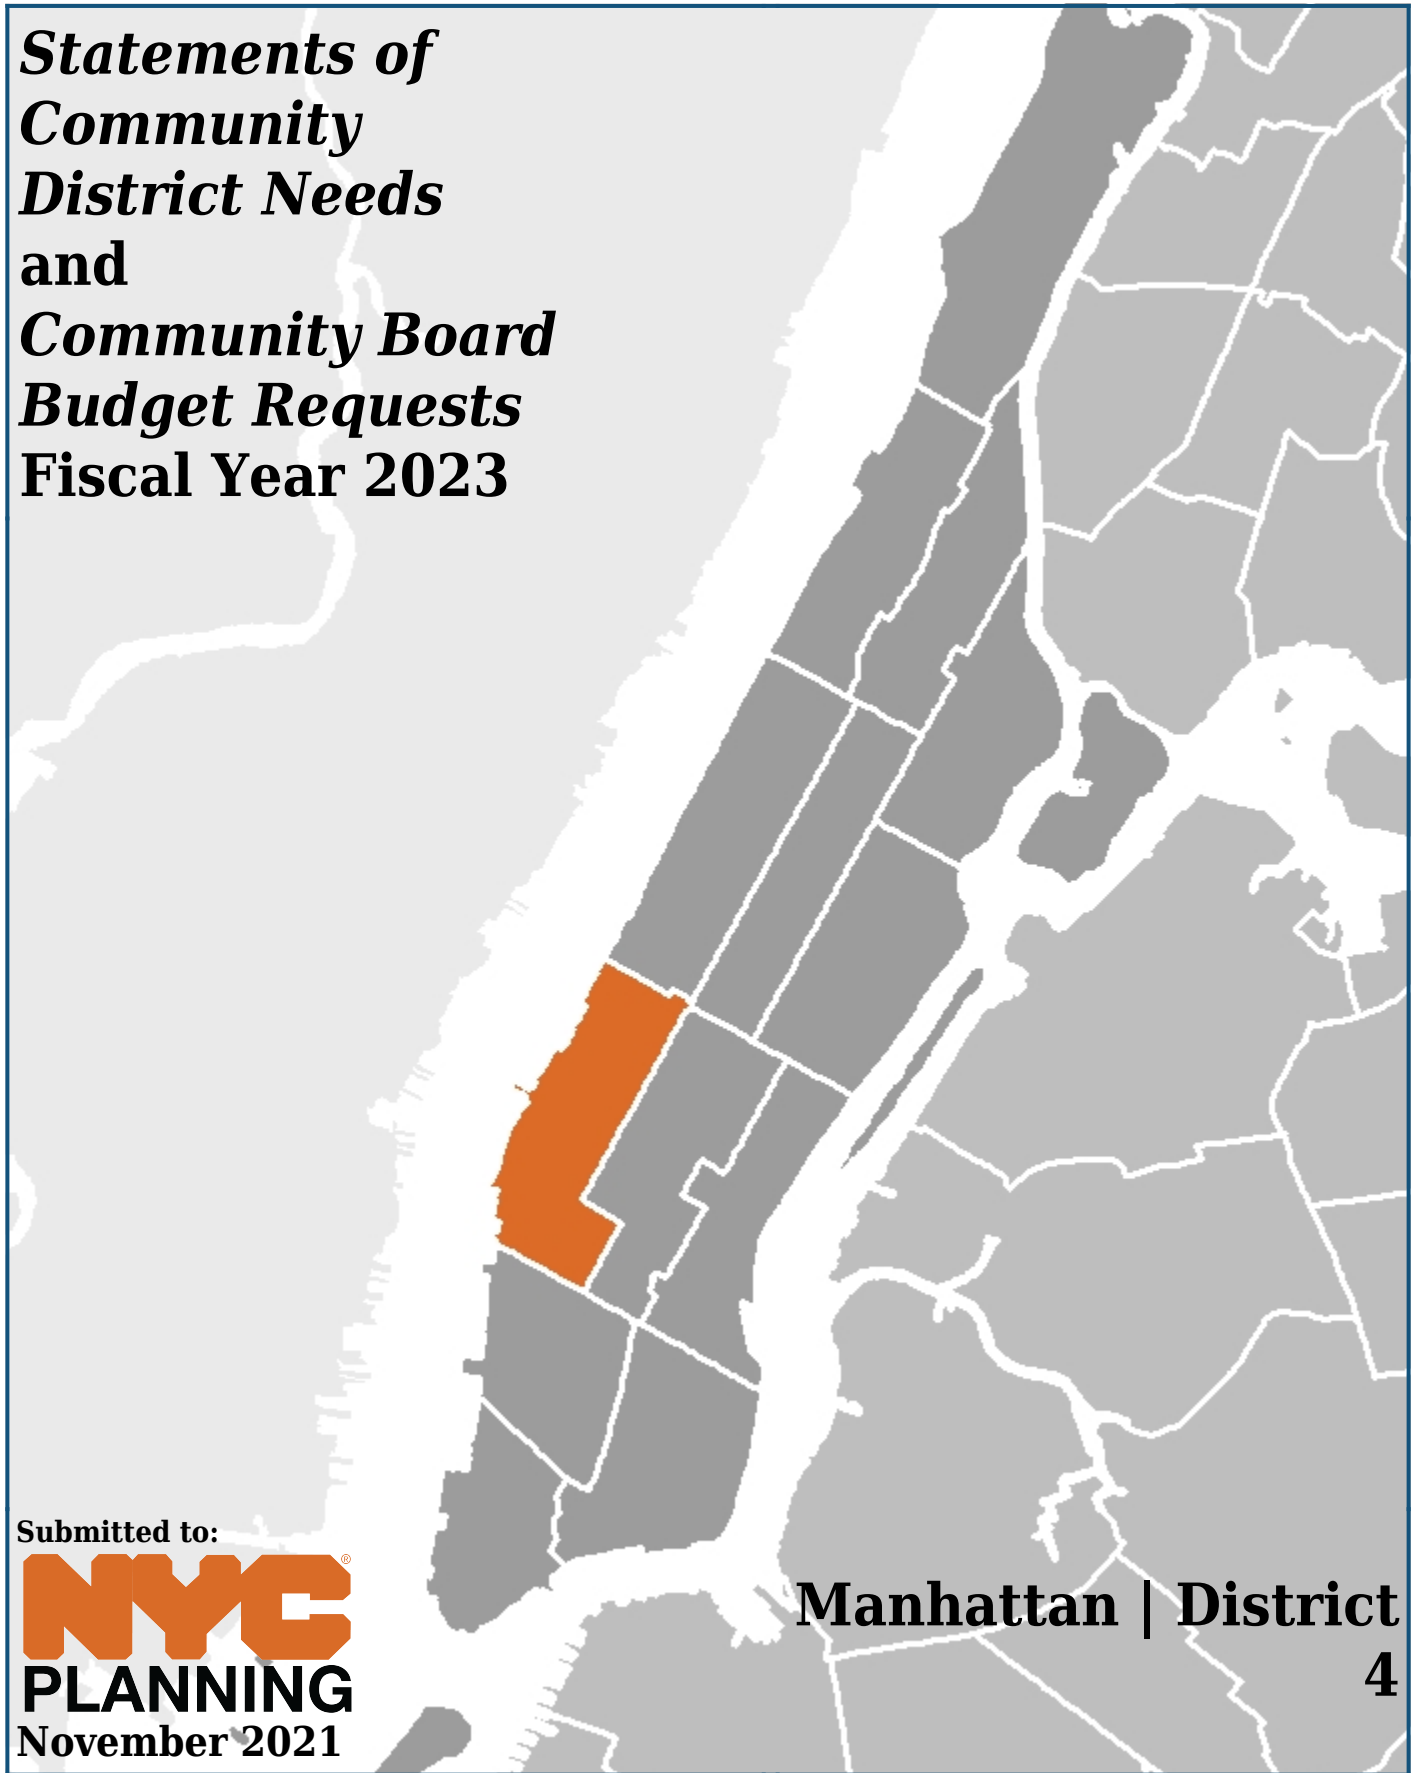 Statements of
Community
District Needs
and
Community Board
Budget Requests
Fiscal Year 2023
Submitted to:
NYC®
PLANNING
November 2021
Manhattan | District
4